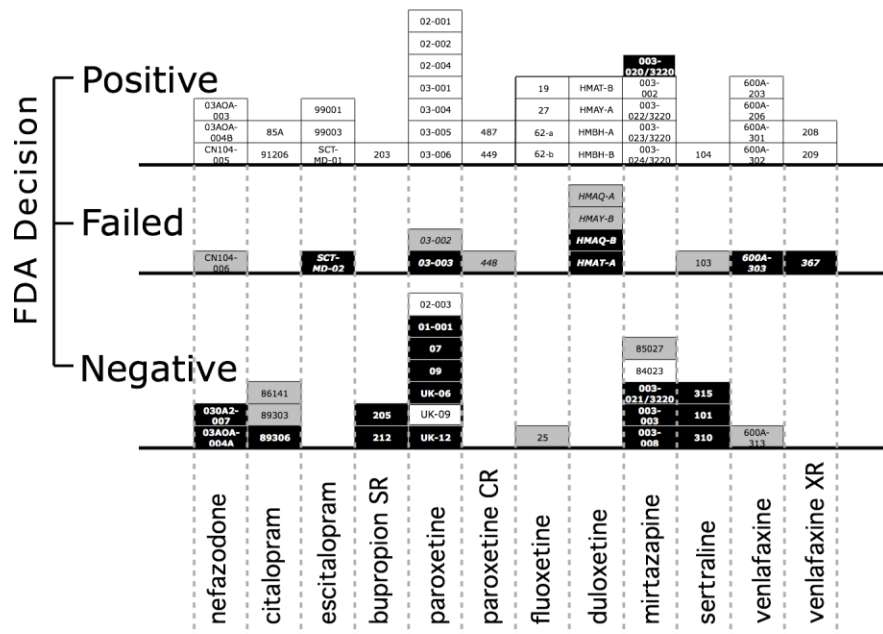 FDA Decision
Positive
02-001
02-002
02-004
003-
020/3220
03-001
19
HMAT-B
003-
002
600A-
203
03AOA-
003
99001
03-004
27
HMAY-A
003-
022/3220
600A-
206
03AOA-
004B
85A
99003
03-005
487
62-a
HMBH-A
003-
023/3220
600A-
301
208
CN104-
005
91206
SCT-
MD-01
203
03-006
449
62-b
HMBH-B
003-
024/3220
104
600A-
302
209
Failed
HMAQ-A
HMAY-B
03-002
HMAQ-B
CN104-
006
SCT-
MD-02
03-003
448
HMAT-A
103
600A-
303
367
Negative
02-003
01-001
07
85027
09
84023
86141
UK-06
003-
021/3220
315
030A2-
007
89303
205
UK-09
003-
003
101
03AOA-
004A
89306
212
UK-12
25
003-
008
310
600A-
313
nefazodone
citalopram
escitalopram
bupropion SR
paroxetine
paroxetine CR
fluoxetine
duloxetine
mirtazapine
sertraline
venlafaxine
venlafaxine XR